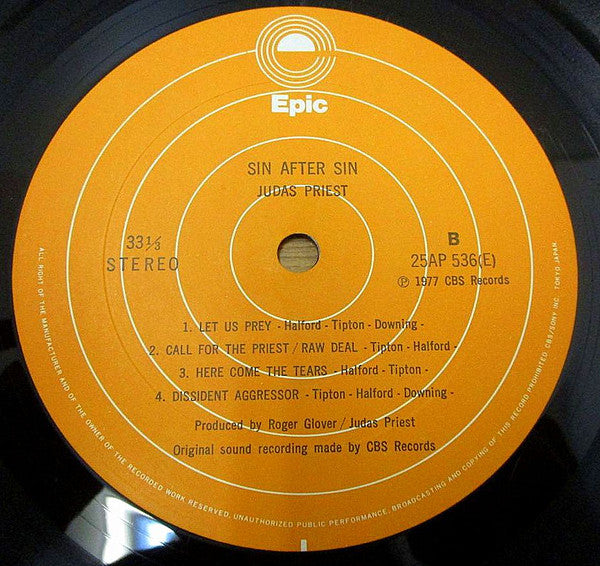 Epic
SIN AFTER SIN
JUDAS PRIEST
33⅓
STEREO
B
25AP 536(E)
Ⓟ 1977 CBS Records
1. LET US PREY - Halford - Tipton - Downing -
2. CALL FOR THE PRIEST / RAW DEAL - Tipton - Halford -
3. HERE COME THE TEARS - Halford - Tipton -
4. DISSIDENT AGGRESSOR - Tipton - Halford - Downing -
Produced by Roger Glover / Judas Priest
Original sound recording made by CBS Records
ALL RIGHT OF THE MANUFACTURER AND OF THE OWNER OF THE RECORDED WORK RESERVED, UNAUTHORIZED PUBLIC PERFORMANCE, BROADCASTING AND COPYING OF THIS RECORD PROHIBITED. CBS/SONY INC. TOKYO JAPAN.